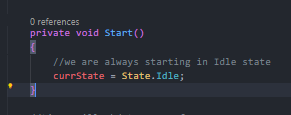 0 references
private void Start()
{
//we are always starting in Idle state
currState = State.Idle;
}